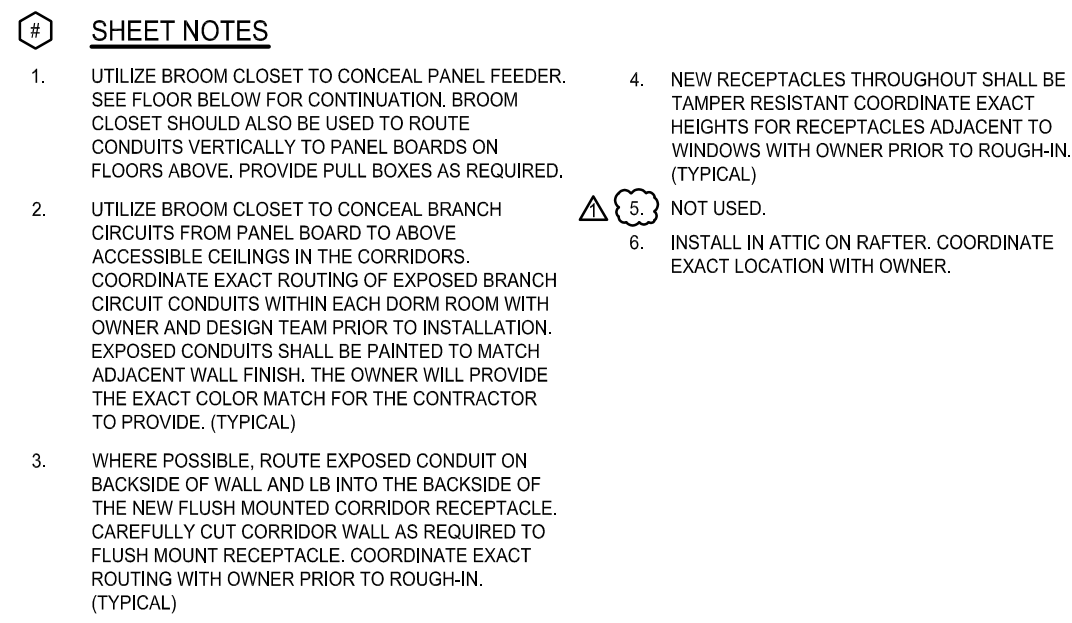 # SHEET NOTES
1. UTILIZE BROOM CLOSET TO CONCEAL PANEL FEEDER.
SEE FLOOR BELOW FOR CONTINUATION. BROOM
CLOSET SHOULD ALSO BE USED TO ROUTE
CONDUITS VERTICALLY TO PANEL BOARDS ON
FLOORS ABOVE. PROVIDE PULL BOXES AS REQUIRED.
2. UTILIZE BROOM CLOSET TO CONCEAL BRANCH
CIRCUITS FROM PANEL BOARD TO ABOVE
ACCESSIBLE CEILINGS IN THE CORRIDORS.
COORDINATE EXACT ROUTING OF EXPOSED BRANCH
CIRCUIT CONDUITS WITHIN EACH DORM ROOM WITH
OWNER AND DESIGN TEAM PRIOR TO INSTALLATION.
EXPOSED CONDUITS SHALL BE PAINTED TO MATCH
ADJACENT WALL FINISH. THE OWNER WILL PROVIDE
THE EXACT COLOR MATCH FOR THE CONTRACTOR
TO PROVIDE. (TYPICAL)
3. WHERE POSSIBLE, ROUTE EXPOSED CONDUIT ON
BACKSIDE OF WALL AND LB INTO THE BACKSIDE OF
THE NEW FLUSH MOUNTED CORRIDOR RECEPTACLE.
CAREFULLY CUT CORRIDOR WALL AS REQUIRED TO
FLUSH MOUNT RECEPTACLE. COORDINATE EXACT
ROUTING WITH OWNER PRIOR TO ROUGH-IN.
(TYPICAL)
4. NEW RECEPTACLES THROUGHOUT SHALL BE
TAMPER RESISTANT COORDINATE EXACT
HEIGHTS FOR RECEPTACLES ADJACENT TO
WINDOWS WITH OWNER PRIOR TO ROUGH-IN.
(TYPICAL)
1 5. NOT USED.
6. INSTALL IN ATTIC ON RAFTER. COORDINATE
EXACT LOCATION WITH OWNER.